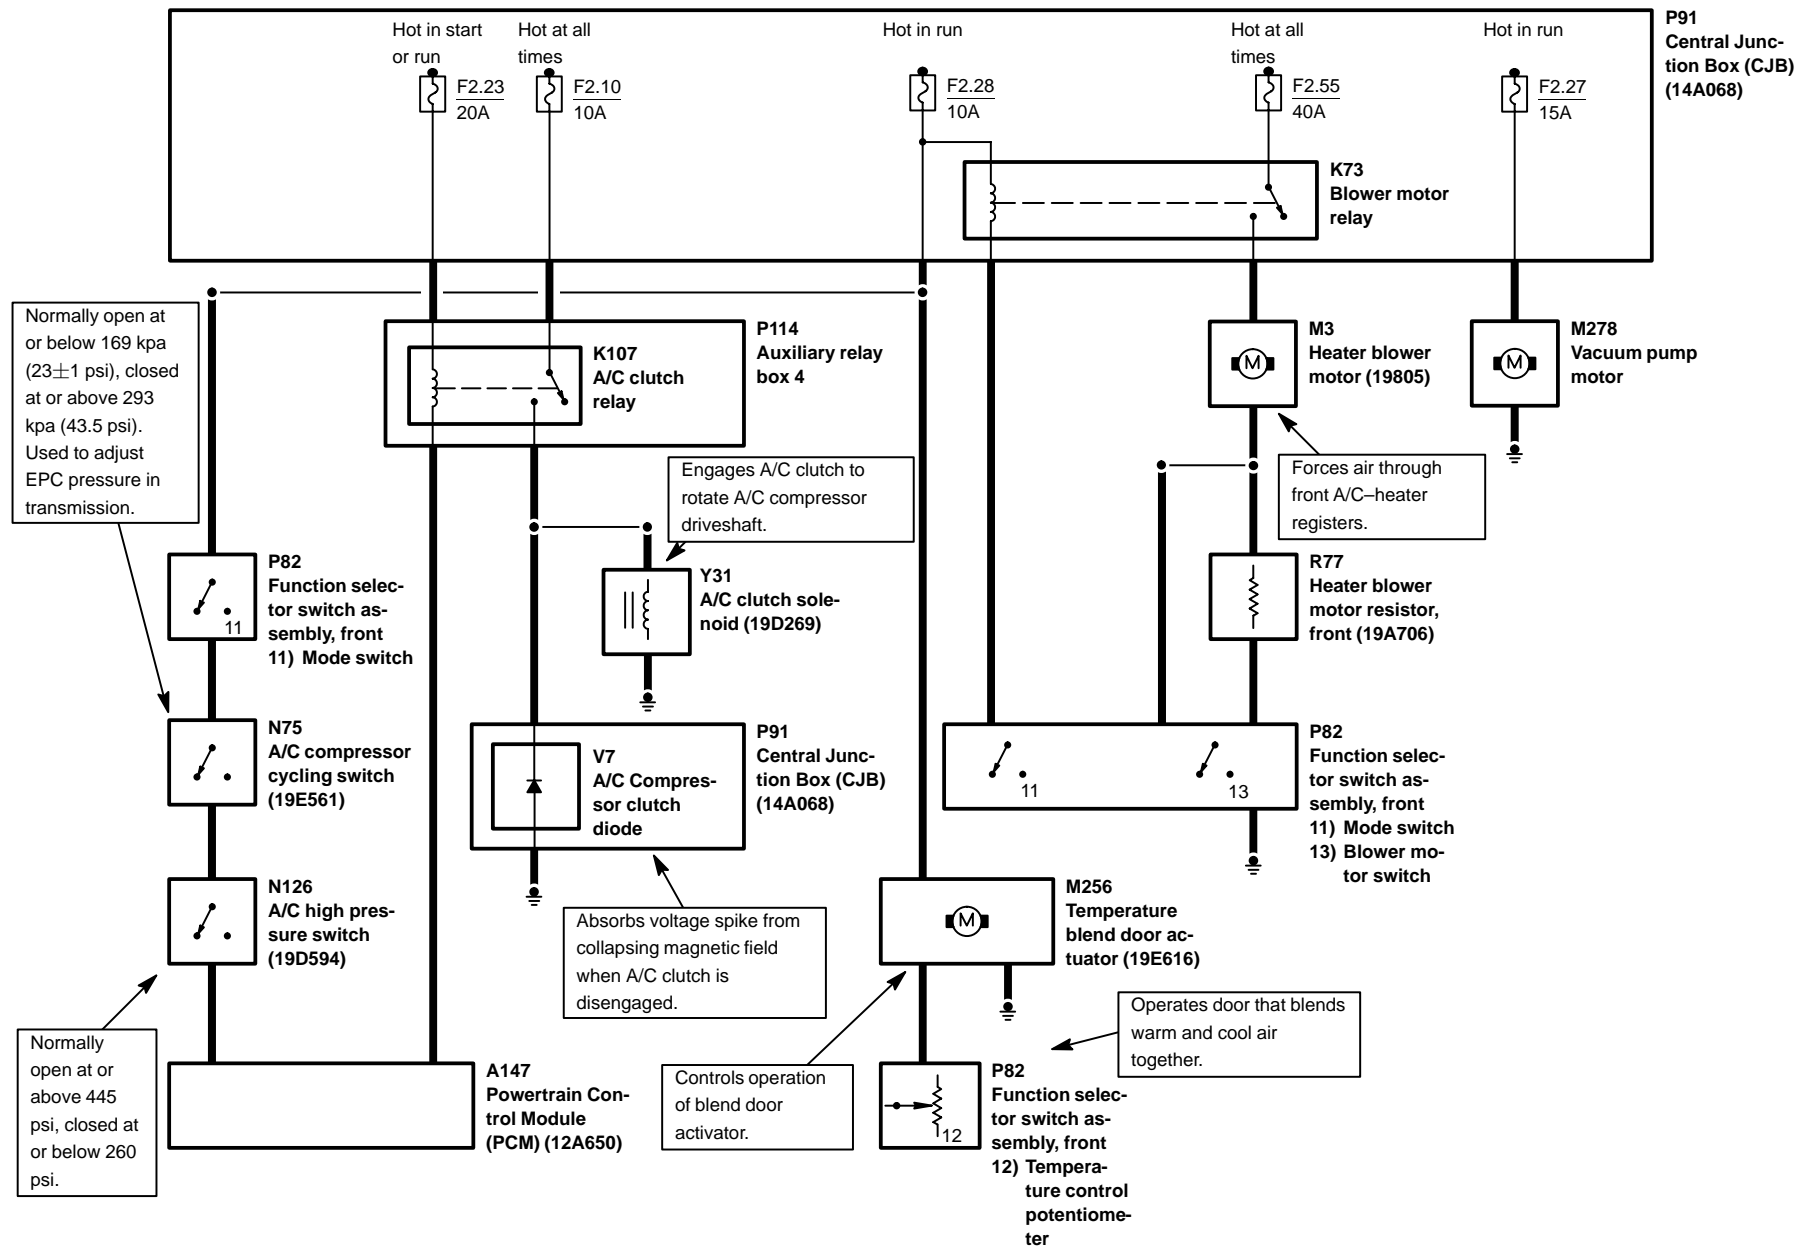 Hot in start
or run
Hot at all
times
Hot in run
Hot at all
times
Hot in run
P91
Central Junc-
tion Box (CJB)
(14A068)
F2.23
20A
F2.10
10A
F2.28
10A
F2.55
40A
F2.27
15A
K73
Blower motor
relay
Normally open at
or below 169 kpa
(23±1 psi), closed
at or above 293
kpa (43.5 psi).
Used to adjust
EPC pressure in
transmission.
P114
Auxiliary relay
box 4
K107
A/C clutch
relay
M3
Heater blower
motor (19805)
M
M278
Vacuum pump
motor
M
Engages A/C clutch to
rotate A/C compressor
driveshaft.
Forces air through
front A/C–heater
registers.
P82
Function selec-
tor switch as-
sembly, front
11) Mode switch
11
Y31
A/C clutch sole-
noid (19D269)
R77
Heater blower
motor resistor,
front (19A706)
N75
A/C compressor
cycling switch
(19E561)
V7
A/C Compres-
sor clutch
diode
P91
Central Junc-
tion Box (CJB)
(14A068)
11
13
P82
Function selec-
tor switch as-
sembly, front
11) Mode switch
13) Blower mo-
tor switch
N126
A/C high pres-
sure switch
(19D594)
Absorbs voltage spike from
collapsing magnetic field
when A/C clutch is
disengaged.
M
M256
Temperature
blend door ac-
tuator (19E616)
Operates door that blends
warm and cool air
together.
Normally
open at or
above 445
psi, closed at
or below 260
psi.
A147
Powertrain Con-
trol Module
(PCM) (12A650)
Controls operation
of blend door
activator.
12
P82
Function selec-
tor switch as-
sembly, front
12) Tempera-
ture control
potentiome-
ter